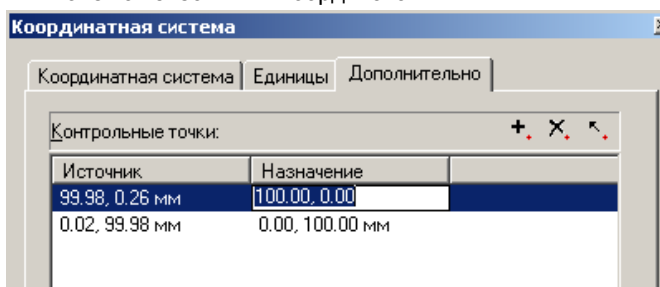 Координатная система
Координатная система Единицы Дополнительно
Контрольные точки:
Источник Назначение
99.98, 0.26 мм 100.00, 0.00
0.02, 99.98 мм 0.00, 100.00 мм